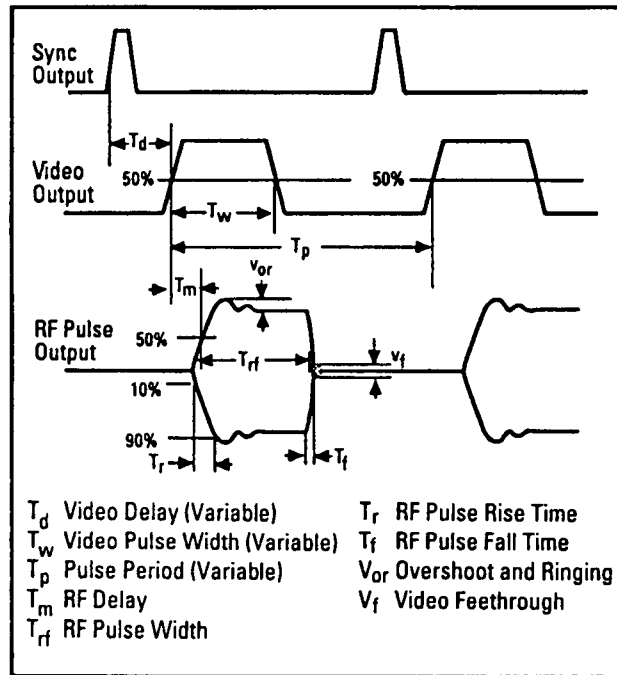 Sync
Output
Td
Video
Output
50%
50%
Tw
Tp
Vor
Tm
RF Pulse
Output
50%
Trf
Vf
10%
90%
Tr
Tf
Td Video Delay (Variable)
Tw Video Pulse Width (Variable)
Tp Pulse Period (Variable)
Tm RF Delay
Trf RF Pulse Width
Tr RF Pulse Rise Time
Tf RF Pulse Fall Time
Vor Overshoot and Ringing
Vf Video Feethrough